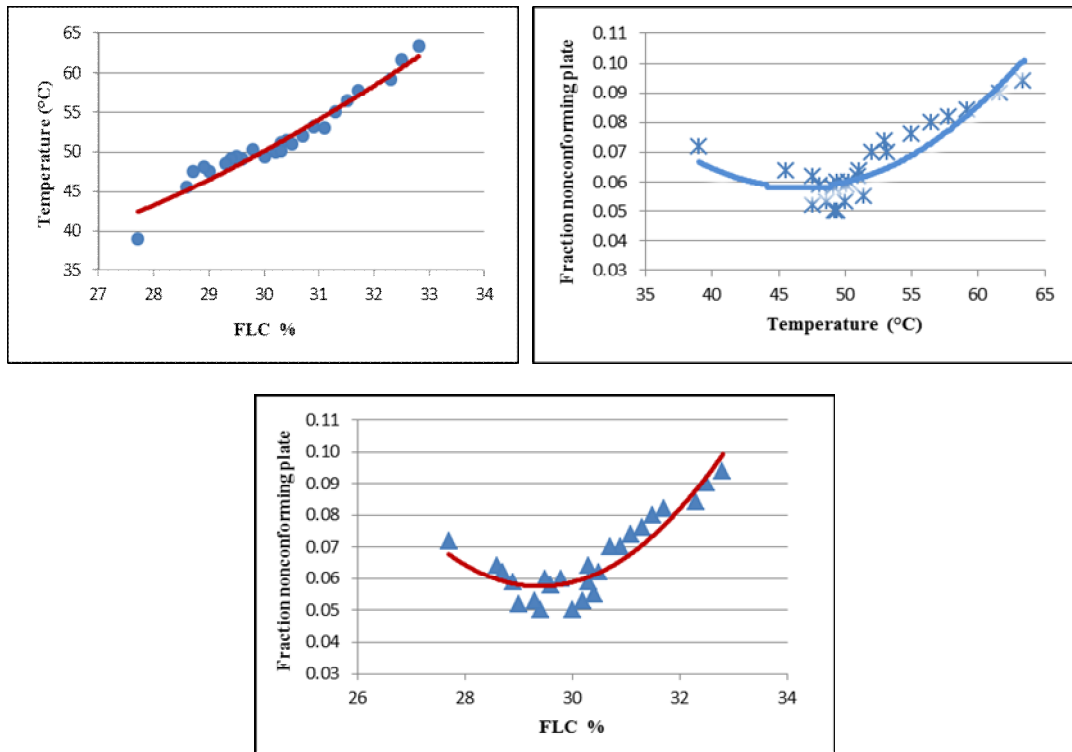 65
60
55
50
45
40
35
Temperature (°C)
27 28 29 30 31 32 33 34
FLC %
0.11
0.10
0.09
0.08
0.07
0.06
0.05
0.04
0.03
Fraction nonconforming plate
35 40 45 50 55 60 65
Temperature (°C)
0.11
0.10
0.09
0.08
0.07
0.06
0.05
0.04
0.03
Fraction nonconforming plate
26 28 30 32 34
FLC %